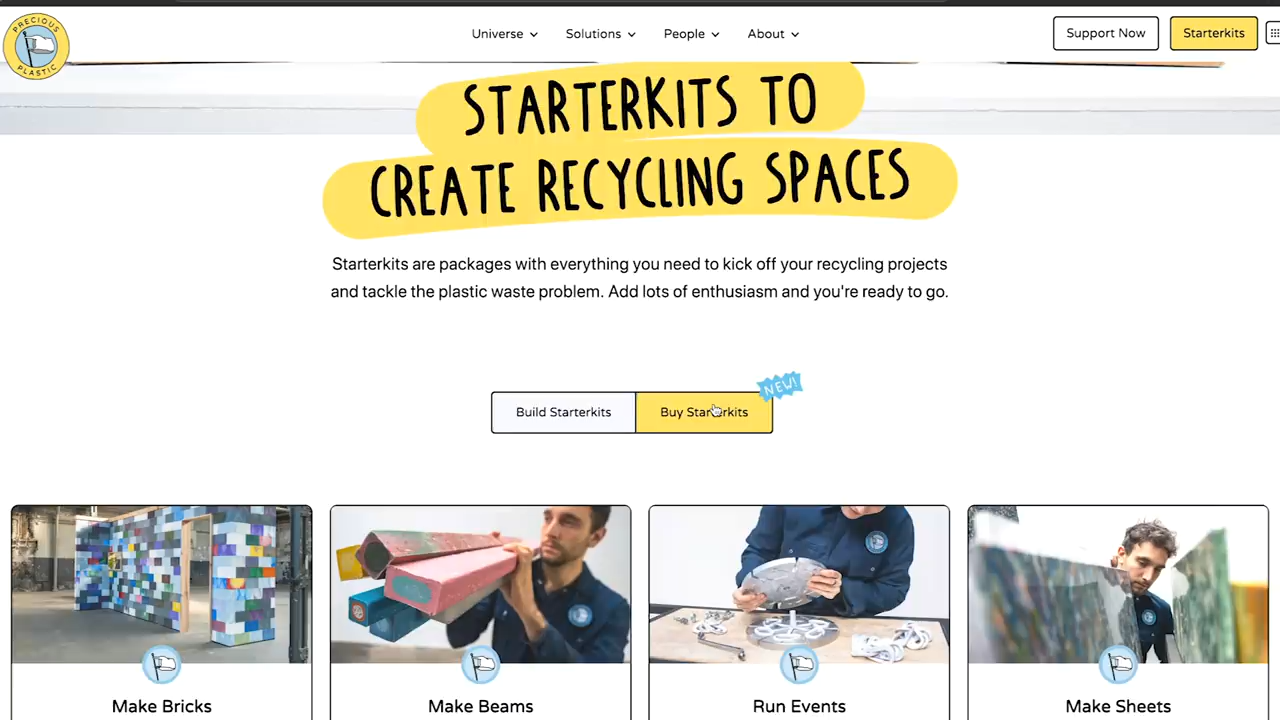 PRECIOUS
PLASTIC
Universe
Solutions
People
About
Support Now
Starterkits
STARTERKITS TO
CREATE RECYCLING SPACES
Starterkits are packages with everything you need to kick off your recycling projects
and tackle the plastic waste problem. Add lots of enthusiasm and you're ready to go.
NEW!
Build Starterkits
Buy Starterkits
Make Bricks
Make Beams
Run Events
Make Sheets